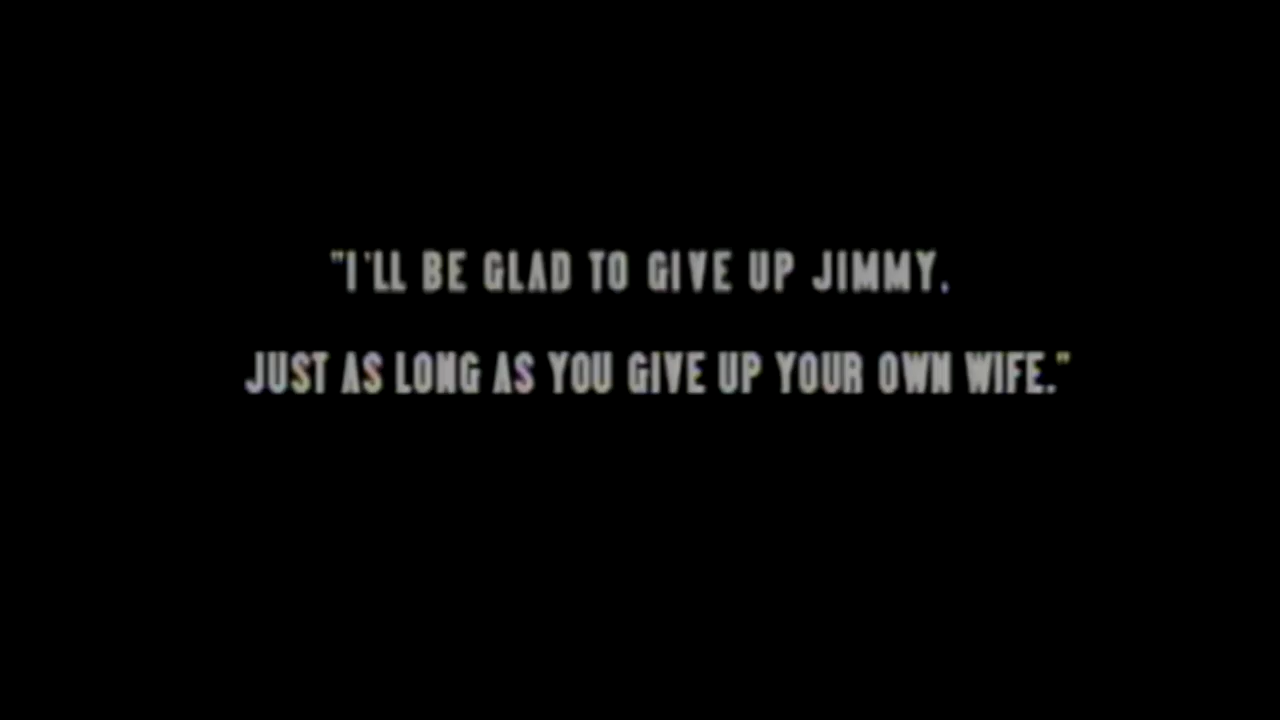 "I'LL BE GLAD TO GIVE UP JIMMY.
JUST AS LONG AS YOU GIVE UP YOUR OWN WIFE."